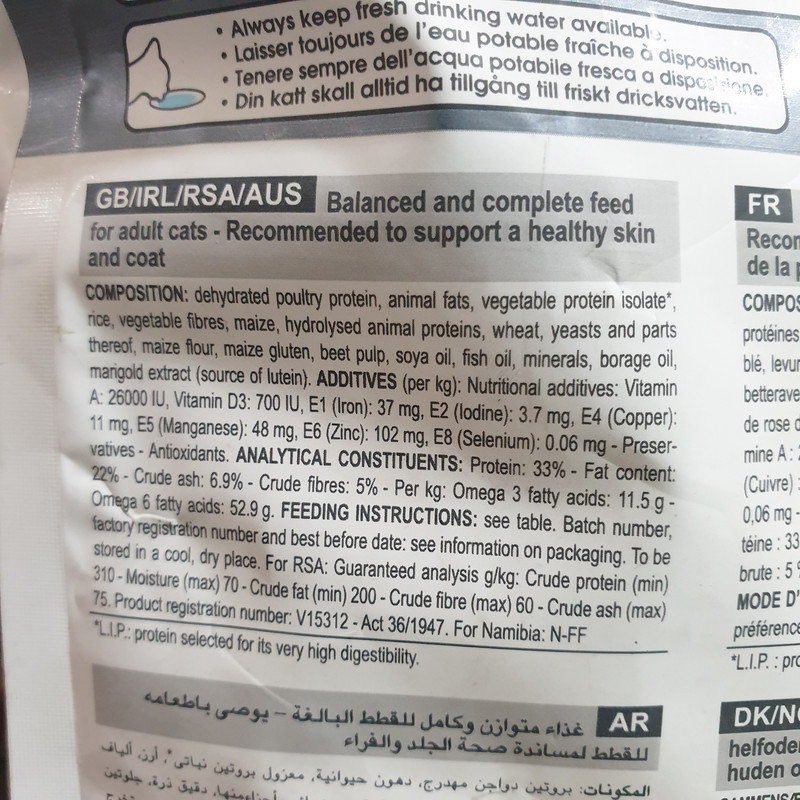 • Always keep fresh drinking water available.
• Laisser toujours de l'eau potable fraîche à disposition.
• Tenere sempre dell'acqua potabile fresca a disposizione.
• Din katt skall alltid ha tillgång till friskt dricksvatten.
GB/IRL/RSA/AUS Balanced and complete feed
for adult cats - Recommended to support a healthy skin
and coat
COMPOSITION: dehydrated poultry protein, animal fats, vegetable protein isolate*,
rice, vegetable fibres, maize, hydrolysed animal proteins, wheat, yeasts and parts
thereof, maize flour, maize gluten, beet pulp, soya oil, fish oil, minerals, borage oil,
marigold extract (source of lutein). ADDITIVES (per kg): Nutritional additives: Vitamin
A: 26000 IU, Vitamin D3: 700 IU, E1 (Iron): 37 mg, E2 (Iodine): 3.7 mg, E4 (Copper):
11 mg, E5 (Manganese): 48 mg, E6 (Zinc): 102 mg, E8 (Selenium): 0.06 mg - Preser-
vatives - Antioxidants. ANALYTICAL CONSTITUENTS: Protein: 33% - Fat content:
22% - Crude ash: 6.9% - Crude fibres: 5% - Per kg: Omega 3 fatty acids: 11.5 g -
Omega 6 fatty acids: 52.9 g. FEEDING INSTRUCTIONS: see table. Batch number,
factory registration number and best before date: see information on packaging. To be
stored in a cool, dry place. For RSA: Guaranteed analysis g/kg: Crude protein (min)
310 - Moisture (max) 70 - Crude fat (min) 200 - Crude fibre (max) 60 - Crude ash (max)
75. Product registration number: V15312 - Act 36/1947. For Namibia: N-FF
*L.I.P.: protein selected for its very high digestibility.
AR غذاء متوازن وكامل للقطط البالغة – يوصى باطعامه
للقطط لمساندة صحة الجلد والفراء
المكونات: بروتين دواجن مهدرج، دهون حيوانية، معزول بروتين نباتي*، أرز، ألياف
دقيق ذرة، جلوتين
FR
Recom
de la p
COMPOS
protéines
blé, levur
betterave
de rose d
mine A : 2
(Cuivre) :
0,06 mg -
téine : 33
brute : 5 %
MODE D'
préférence
*L.I.P. : pro
DK/NO
helfoder
huden o